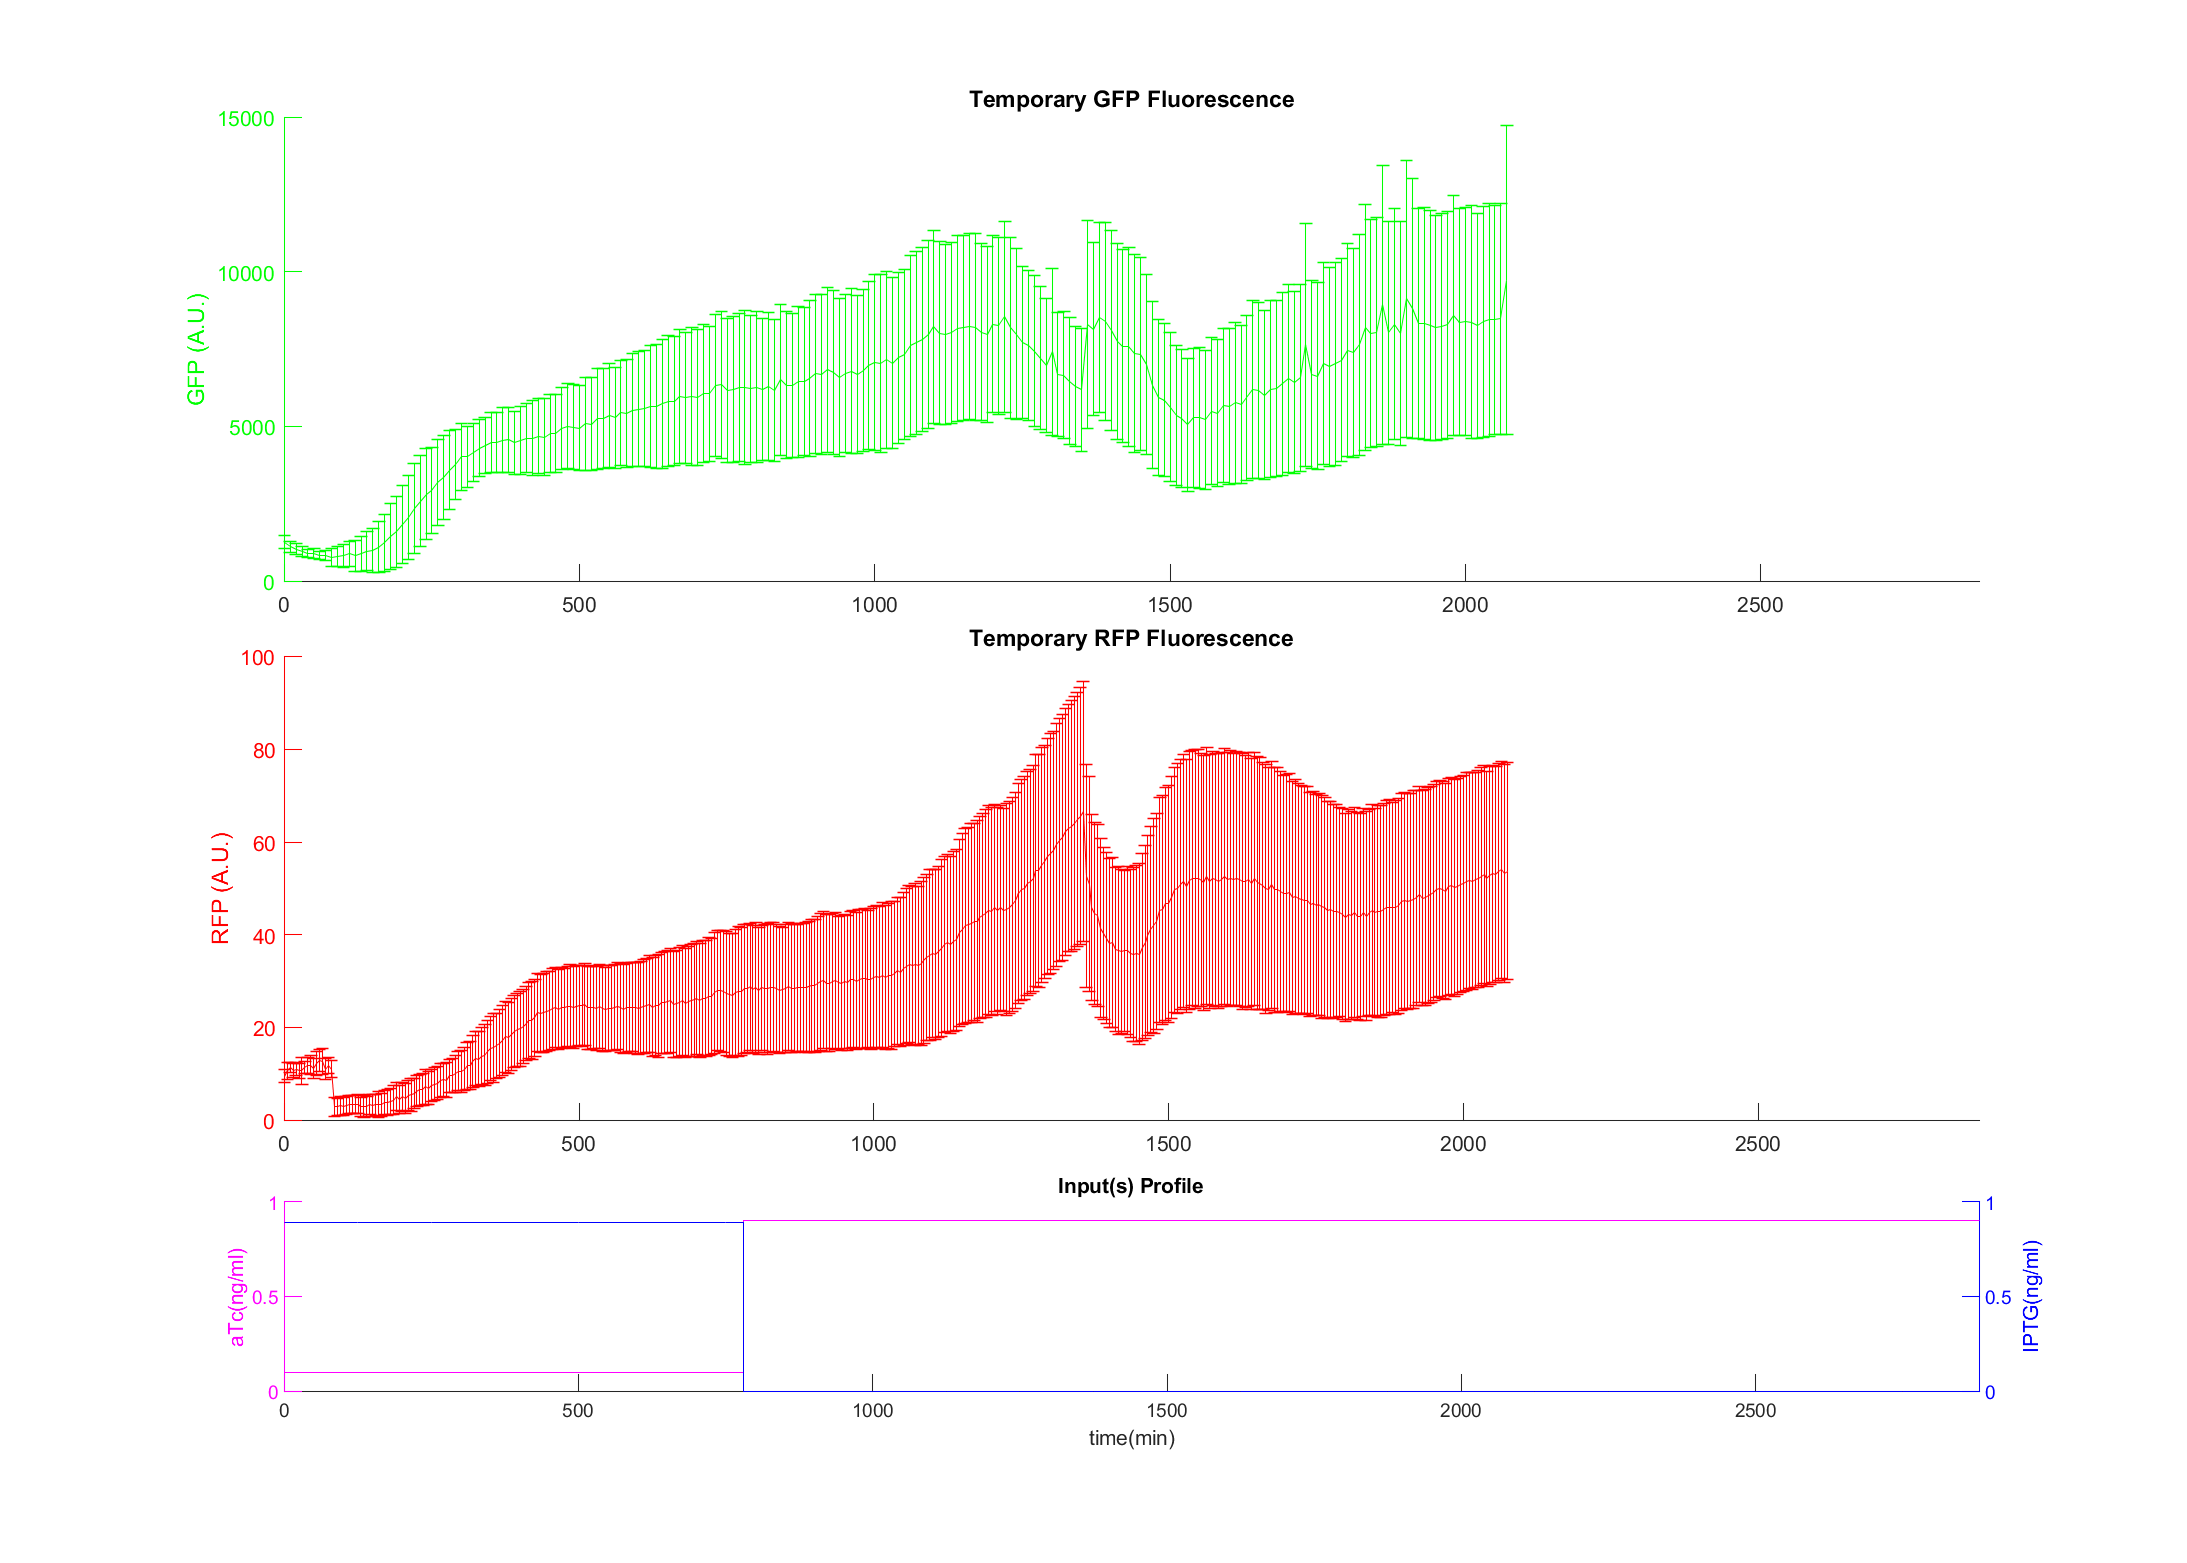 Temporary GFP Fluorescence
15000
10000
5000
0
GFP (A.U.)
0 500 1000 1500 2000 2500
Temporary RFP Fluorescence
100
80
60
40
20
0
RFP (A.U.)
0 500 1000 1500 2000 2500
Input(s) Profile
1
0.5
0
aTc(ng/ml)
1
0.5
0
IPTG(ng/ml)
0 500 1000 1500 2000 2500
time(min)